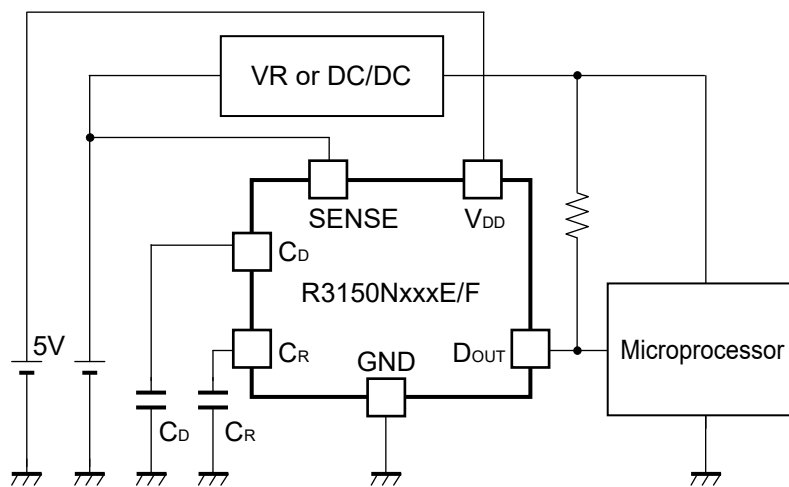 VR or DC/DC
SENSE
VDD
CD
R3150NxxxE/F
5V
CR
GND
DOUT
Microprocessor
CD
CR